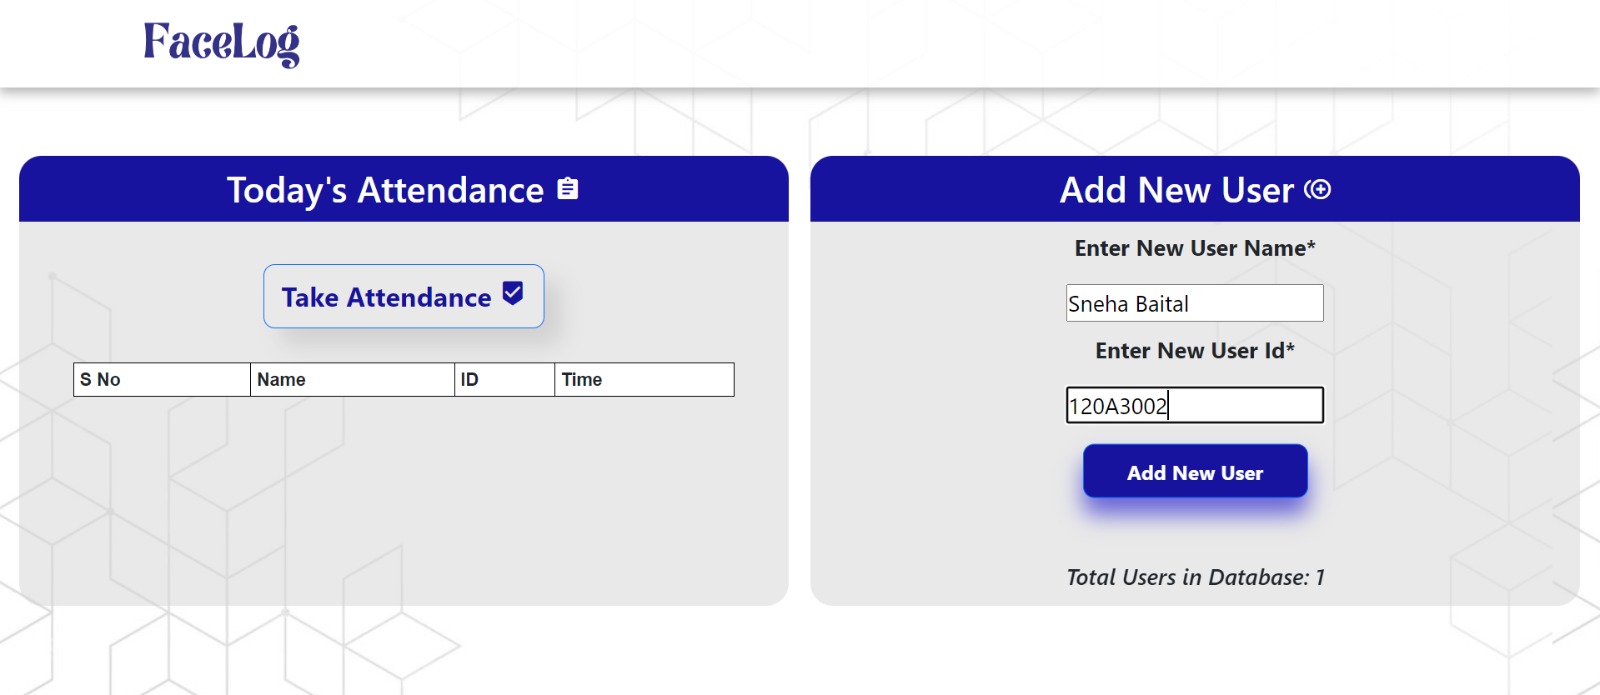 FaceLog
Today's Attendance
Take Attendance
S No Name ID Time
Add New User
Enter New User Name*
Sneha Baital
Enter New User Id*
120A3002
Add New User
Total Users in Database: 1